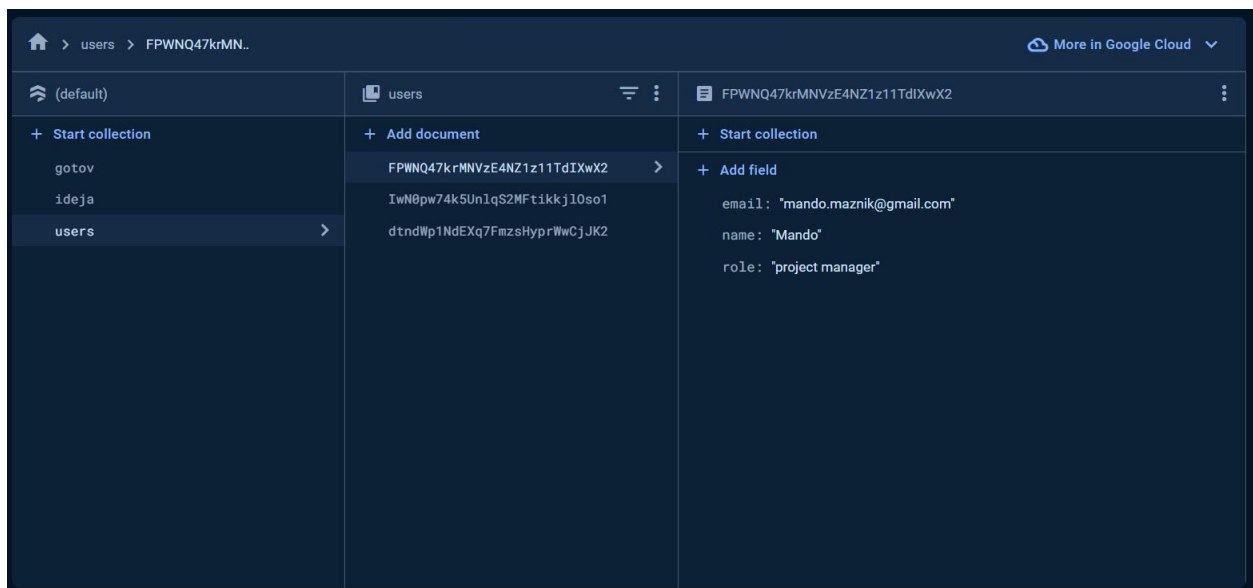 > users > FPWNQ47krMN..
More in Google Cloud
(default)
users
FPWNQ47krMNVzE4NZ1z11TdIXwX2
+ Start collection
+ Add document
+ Start collection
gotov
ideja
users
FPWNQ47krMNVzE4NZ1z11TdIXwX2
IwN0pw74k5UnlqS2MFtikkjlOso1
dtndWp1NdEXq7FmzsHyprWwCjJK2
+ Add field
email: "mando.maznik@gmail.com"
name: "Mando"
role: "project manager"